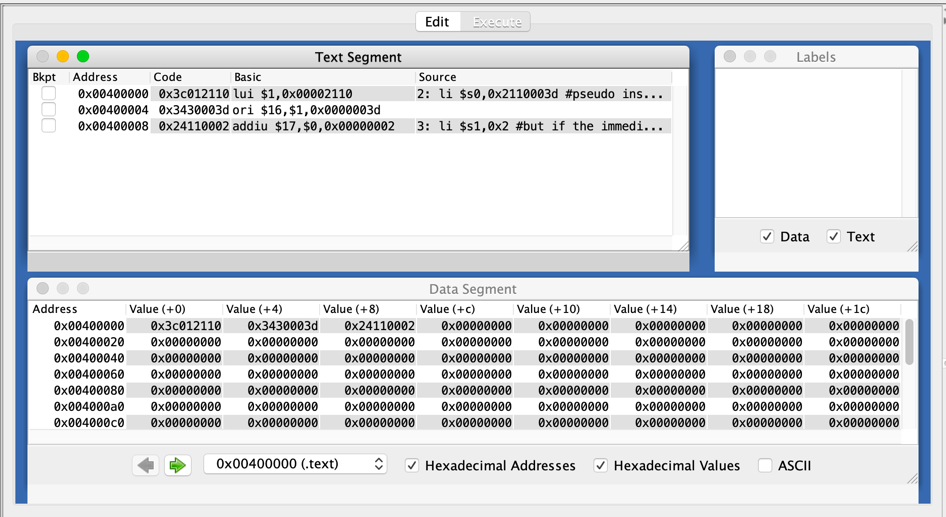 Edit Execute
Text Segment
Bkpt Address Code Basic Source
0x00400000 0x3c012110 lui $1,0x00002110 2: li $s0,0x2110003d #pseudo ins...
0x00400004 0x3430003d ori $16,$1,0x0000003d
0x00400008 0x24110002 addiu $17,$0,0x00000002 3: li $s1,0x2 #but if the immedi...
Labels
Data Text
Data Segment
Address Value (+0) Value (+4) Value (+8) Value (+c) Value (+10) Value (+14) Value (+18) Value (+1c)
0x00400000 0x3c012110 0x3430003d 0x24110002 0x00000000 0x00000000 0x00000000 0x00000000 0x00000000
0x00400020 0x00000000 0x00000000 0x00000000 0x00000000 0x00000000 0x00000000 0x00000000 0x00000000
0x00400040 0x00000000 0x00000000 0x00000000 0x00000000 0x00000000 0x00000000 0x00000000 0x00000000
0x00400060 0x00000000 0x00000000 0x00000000 0x00000000 0x00000000 0x00000000 0x00000000 0x00000000
0x00400080 0x00000000 0x00000000 0x00000000 0x00000000 0x00000000 0x00000000 0x00000000 0x00000000
0x004000a0 0x00000000 0x00000000 0x00000000 0x00000000 0x00000000 0x00000000 0x00000000 0x00000000
0x004000c0 0x00000000 0x00000000 0x00000000 0x00000000 0x00000000 0x00000000 0x00000000 0x00000000
0x00400000 (.text) Hexadecimal Addresses Hexadecimal Values ASCII